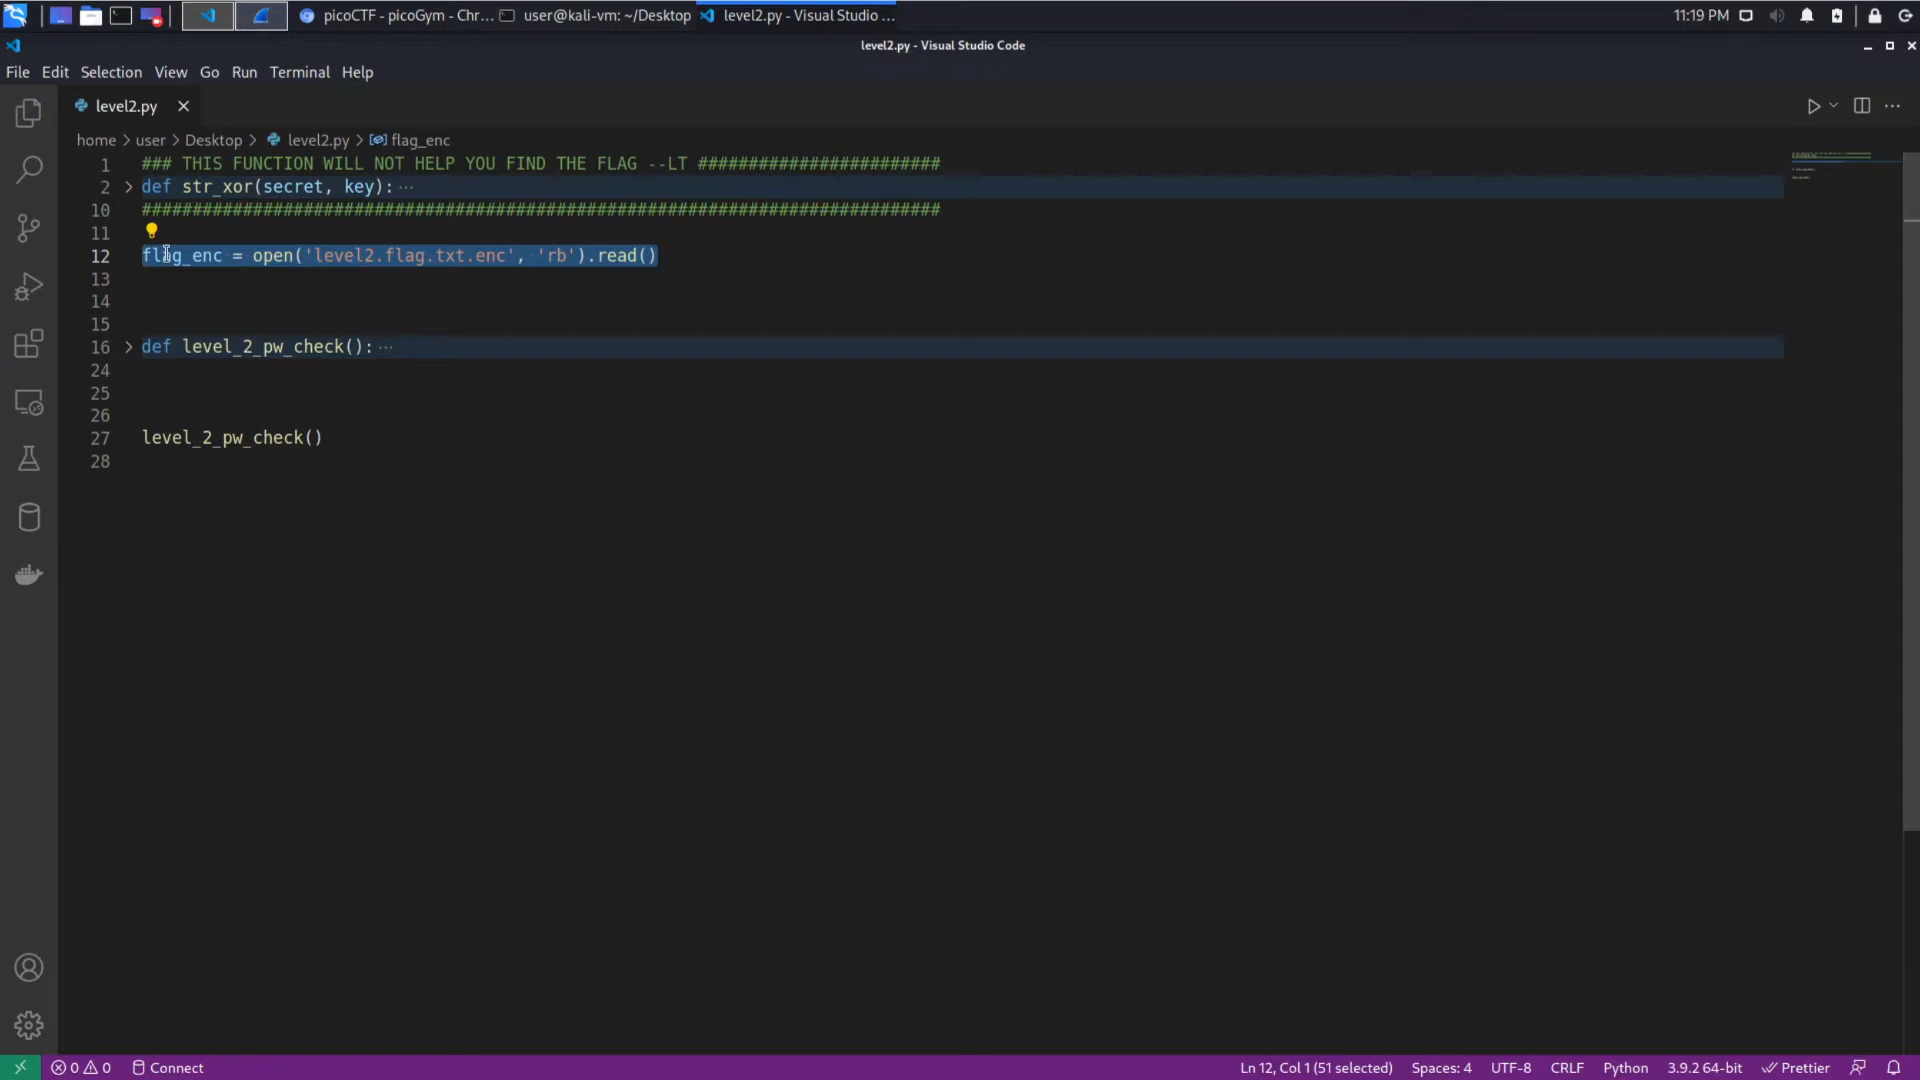 picoCTF - picoGym - Chr...
user@kali-vm: ~/Desktop
level2.py - Visual Studio ...
11:19 PM
level2.py - Visual Studio Code
File Edit Selection View Go Run Terminal Help
level2.py
home > user > Desktop > level2.py > flag_enc
1 ### THIS FUNCTION WILL NOT HELP YOU FIND THE FLAG --LT ########################
2 def str_xor(secret, key): ...
10 ###############################################################################
11
12 flag_enc = open('level2.flag.txt.enc', 'rb').read()
13
14
15
16 def level_2_pw_check(): ...
24
25
26
27 level_2_pw_check()
28
0 0 Connect
Ln 12, Col 1 (51 selected) Spaces: 4 UTF-8 CRLF Python 3.9.2 64-bit Prettier